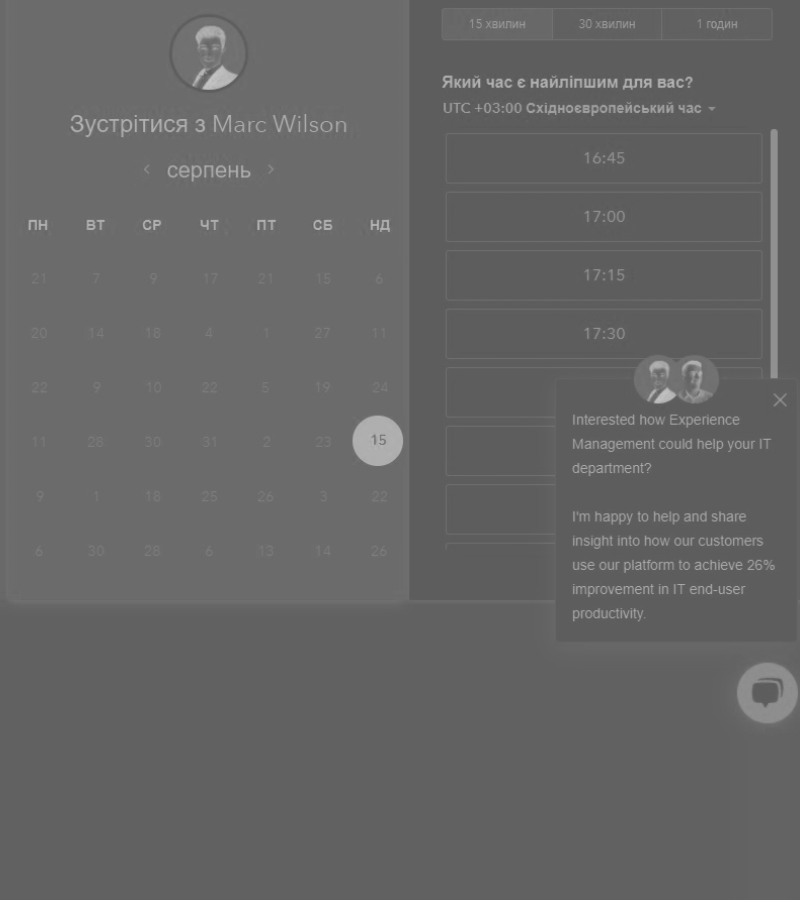 Зустрітися з Marc Wilson
серпень
ПН ВТ СР ЧТ ПТ СБ НД
21 7 9 17 21 15 6
20 14 18 4 1 27 11
22 9 10 22 5 19 24
11 28 30 31 2 23 15
9 1 18 25 26 3 22
6 30 28 6 13 14 26
15 хвилин 30 хвилин 1 годин
Який час є найліпшим для вас?
UTC +03:00 Східноєвропейський час
16:45
17:00
17:15
17:30
Interested how Experience
Management could help your IT
department?
I'm happy to help and share
insight into how our customers
use our platform to achieve 26%
improvement in IT end-user
productivity.